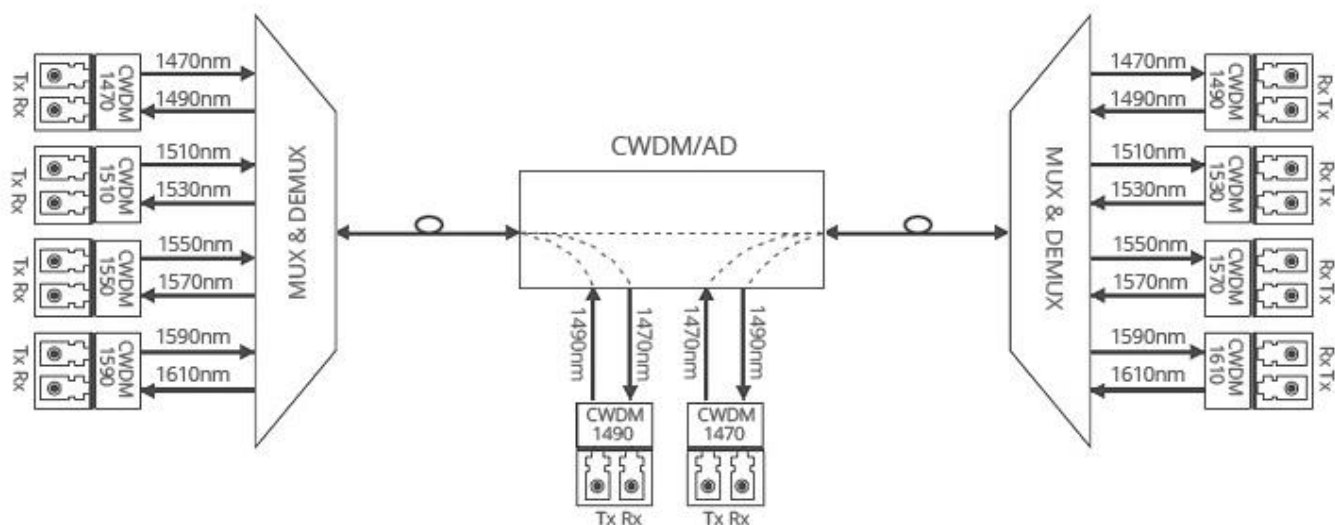 1470nm
CWDM 1470
Tx Rx
1490nm
1510nm
CWDM 1510
Tx Rx
1530nm
1550nm
CWDM 1550
Tx Rx
1570nm
1590nm
CWDM 1590
Tx Rx
1610nm
MUX & DEMUX
CWDM/AD
1490nm
1470nm
1470nm
1490nm
CWDM
1490
Tx Rx
CWDM
1470
Tx Rx
MUX & DEMUX
1470nm
CWDM 1490
Rx Tx
1490nm
1510nm
CWDM 1530
Rx Tx
1530nm
1550nm
CWDM 1570
Rx Tx
1570nm
1590nm
CWDM 1610
Rx Tx
1610nm